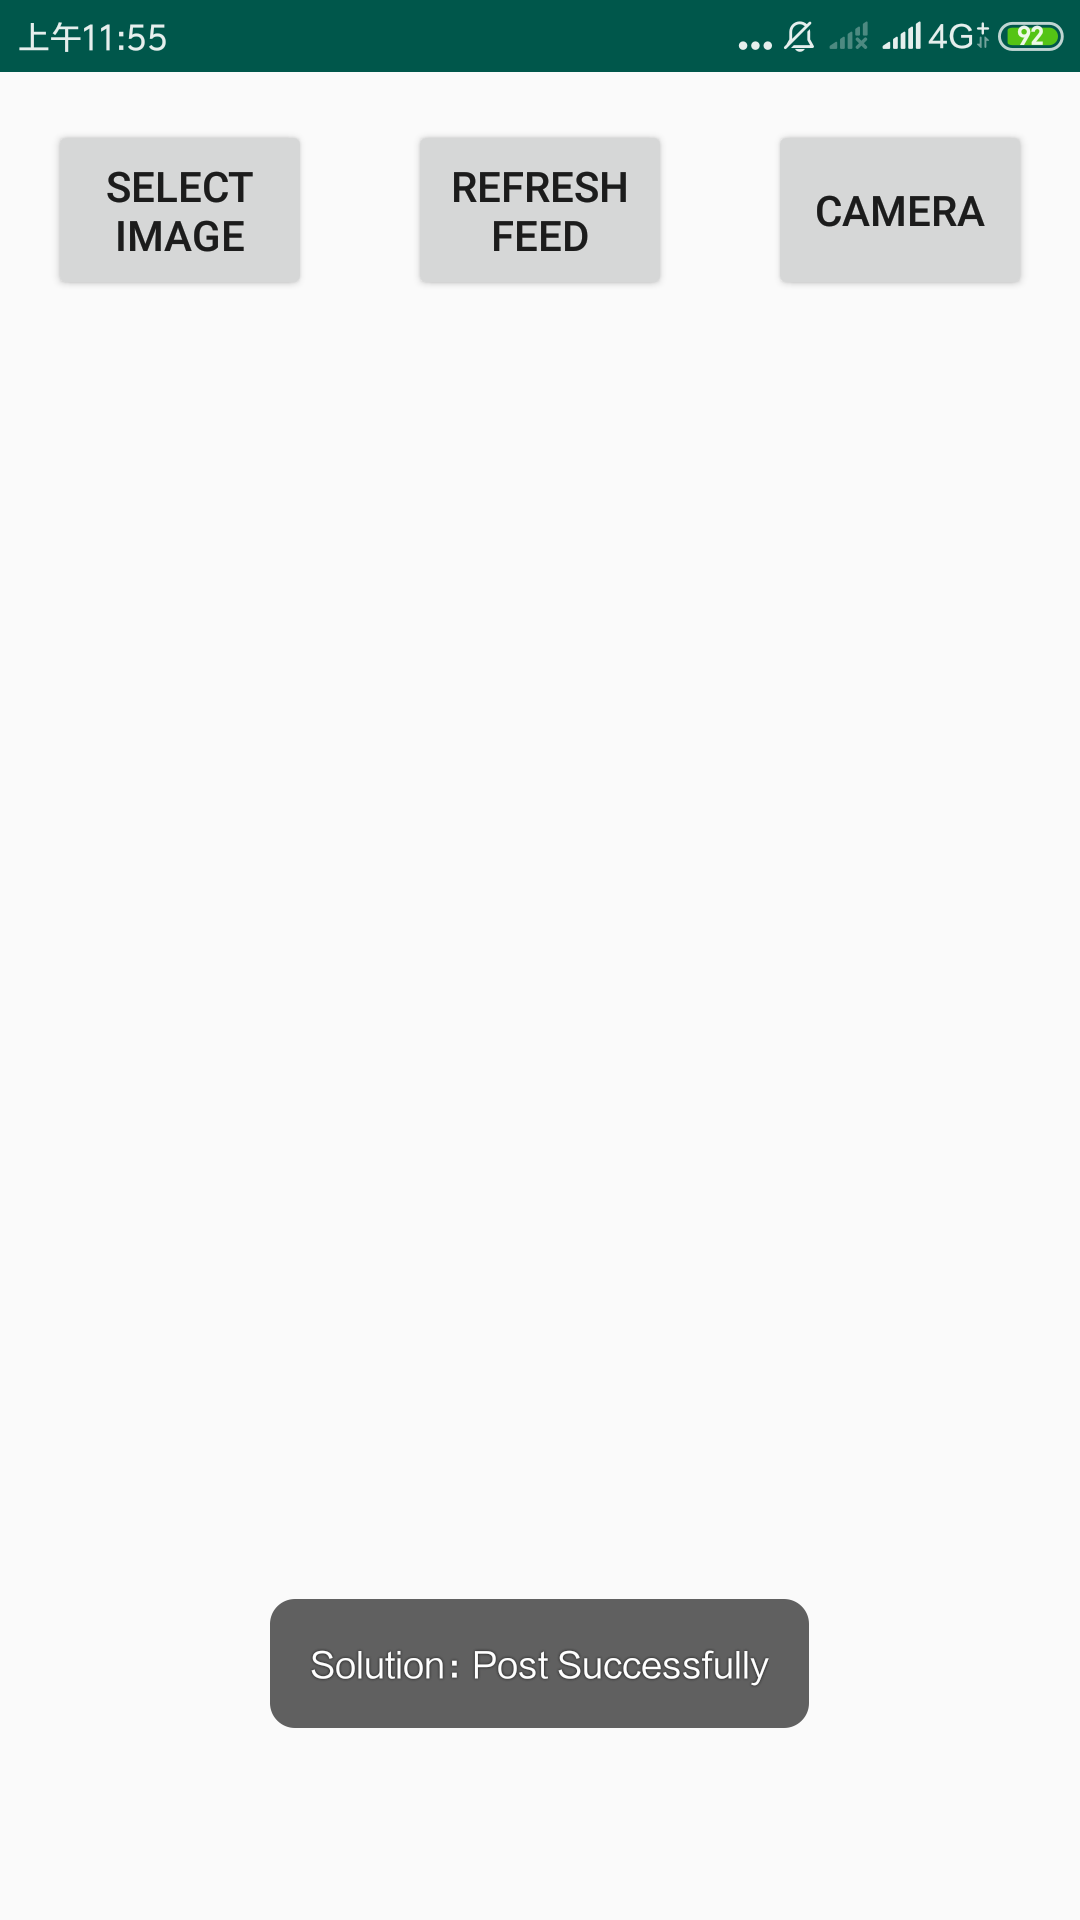 上午11:55
4G+
92
SELECT
IMAGE
REFRESH
FEED
CAMERA
Solution: Post Successfully